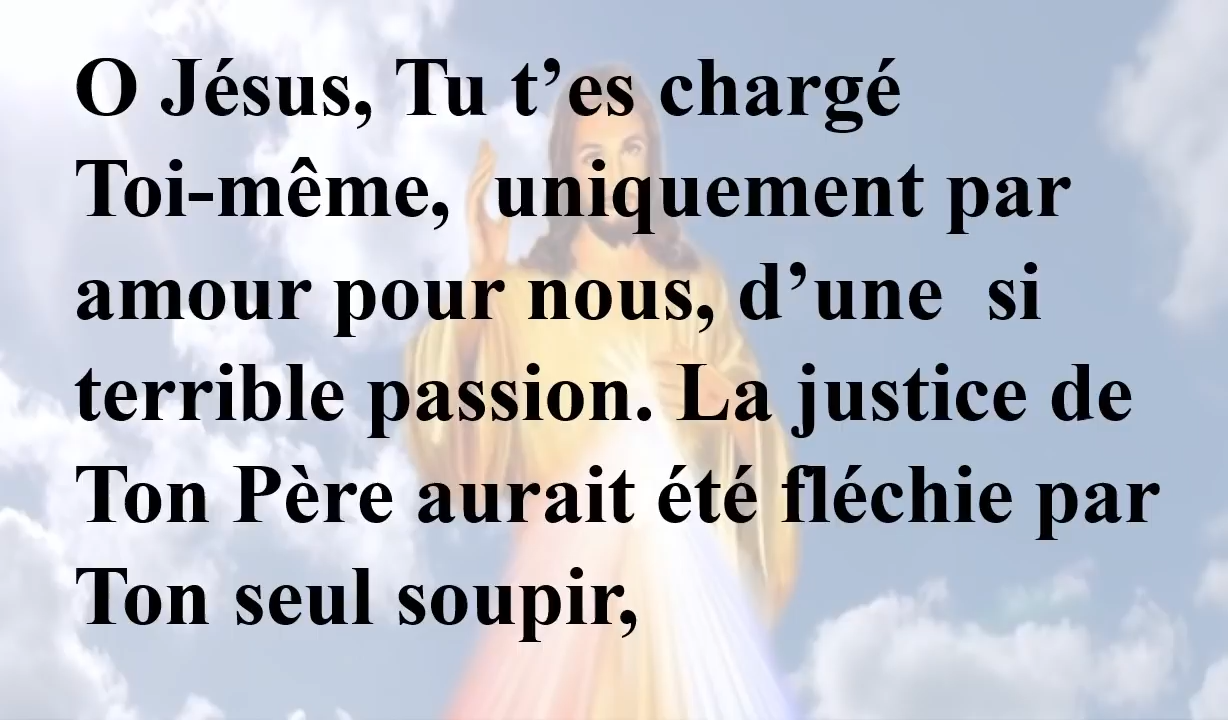 O Jésus, Tu t’es chargé
Toi-même,  uniquement par
amour pour nous, d’une  si
terrible passion. La justice de
Ton Père aurait été fléchie par
Ton seul soupir,